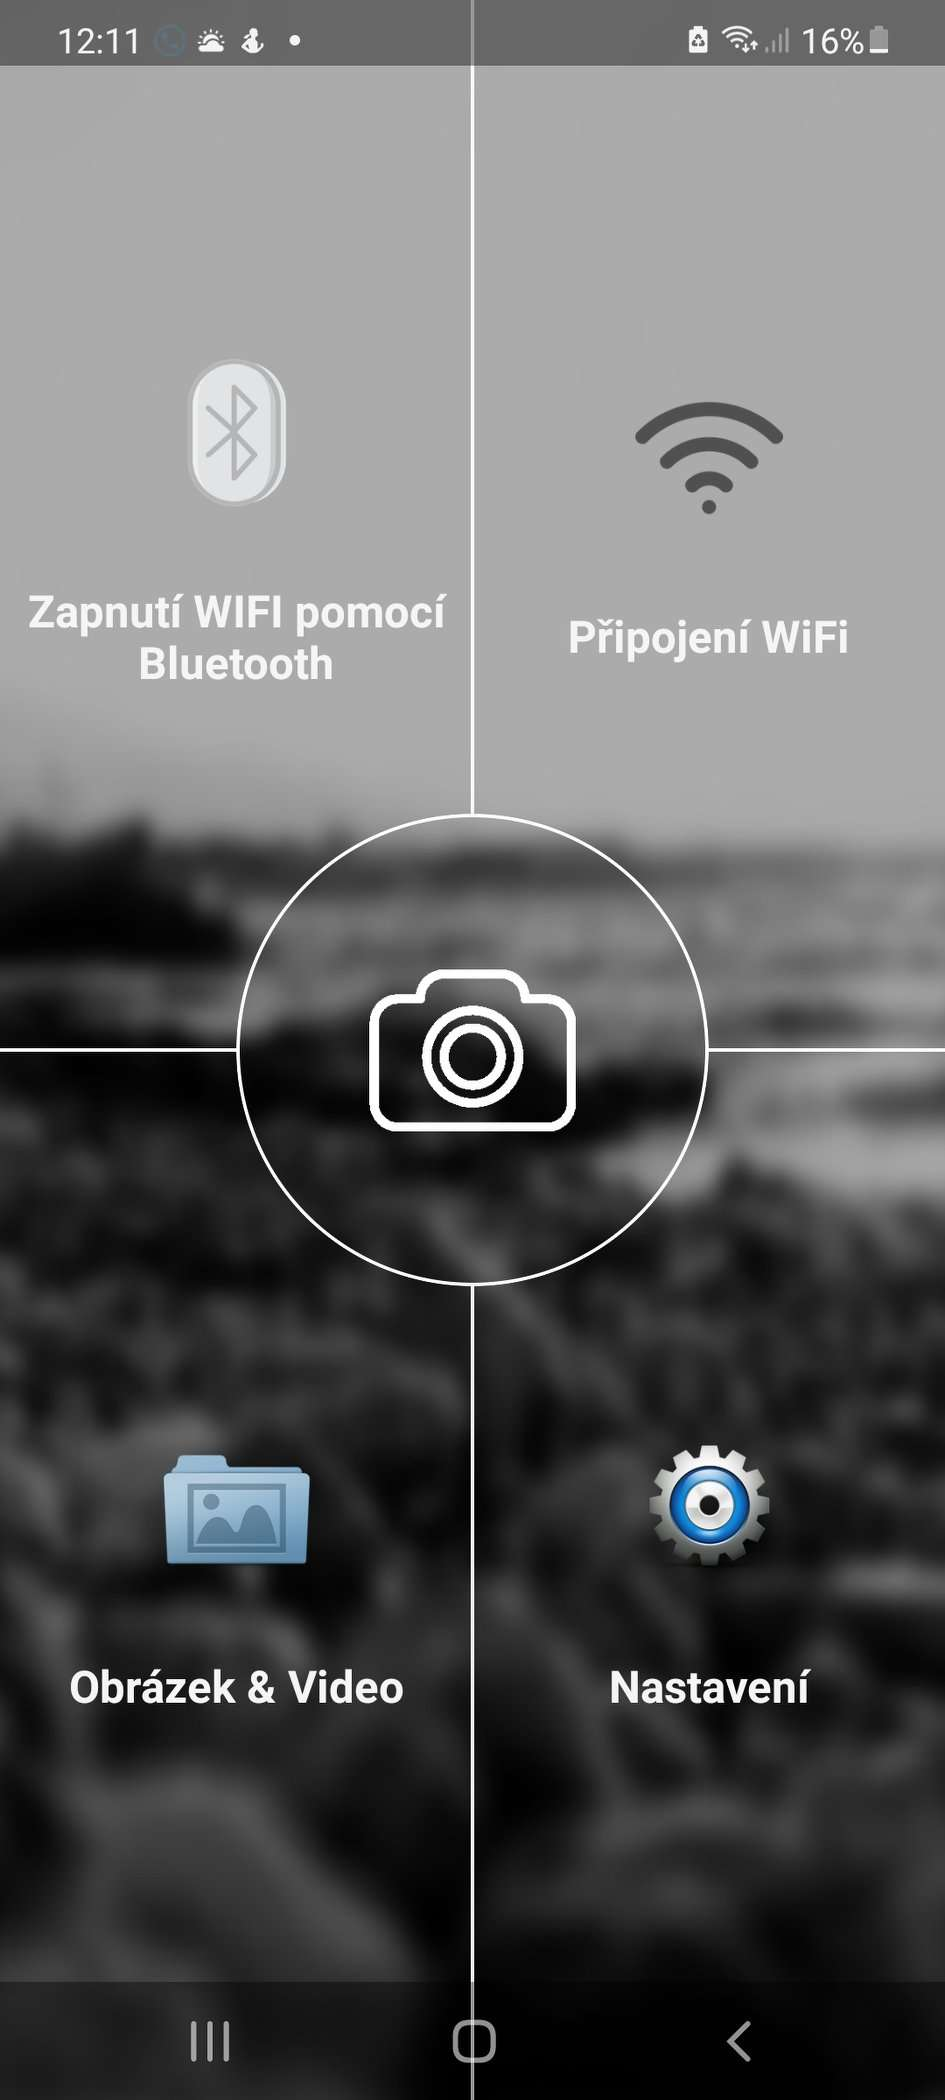 12:11
16%
Zapnutí WIFI pomocí
Bluetooth
Připojení WiFi
Obrázek & Video
Nastavení